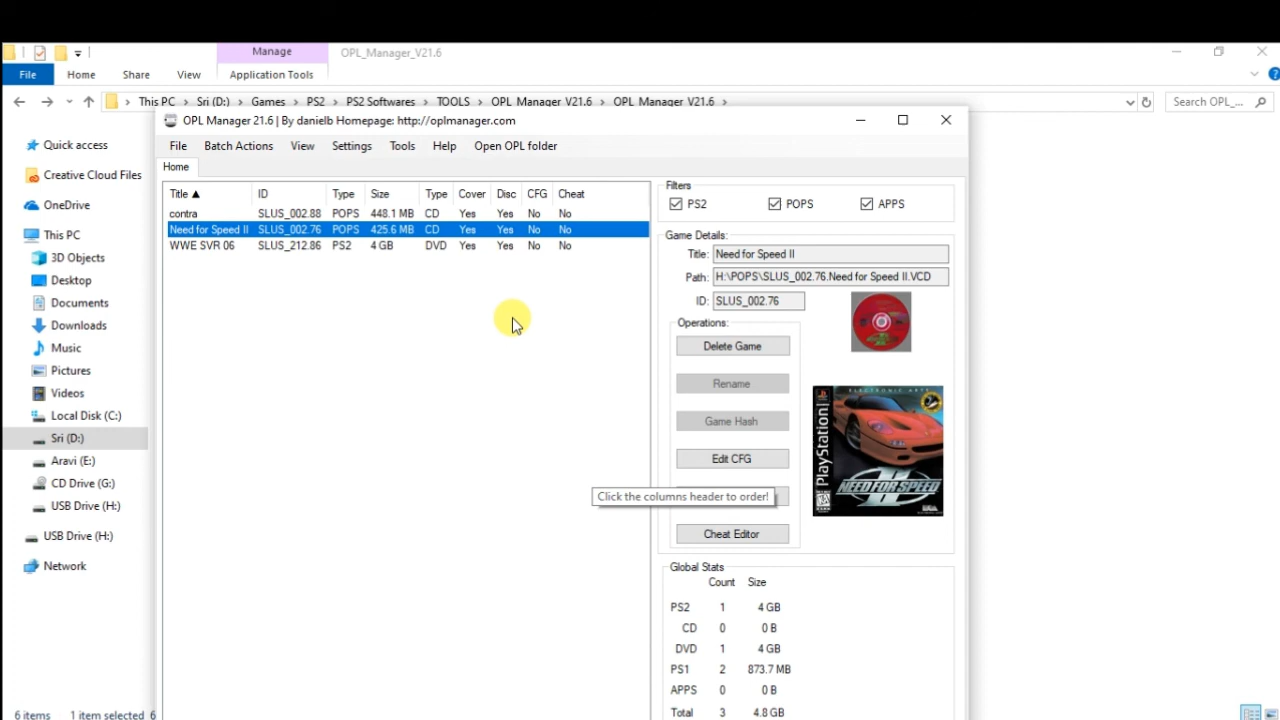 Manage
OPL_Manager_V21.6
File
Home
Share
View
Application Tools
This PC > Sri (D:) > Games > PS2 > PS2 Softwares > TOOLS > OPL_Manager_V21.6 > OPL_Manager_V21.6 >
Search OPL_...
OPL Manager 21.6 | By danielb Homepage: http://oplmanager.com
File Batch Actions View Settings Tools Help Open OPL folder
Home
Title ID Type Size Type Cover Disc CFG Cheat
contra SLUS_002.88 POPS 448.1 MB CD Yes Yes No No
Need for Speed II SLUS_002.76 POPS 425.6 MB CD Yes Yes No No
WWE SVR 06 SLUS_212.86 PS2 4 GB DVD Yes Yes No No
Quick access
Creative Cloud Files
OneDrive
This PC
3D Objects
Desktop
Documents
Downloads
Music
Pictures
Videos
Local Disk (C:)
Sri (D:)
Aravi (E:)
CD Drive (G:)
USB Drive (H:)
USB Drive (H:)
Network
Filters
PS2 POPS APPS
Game Details:
Title: Need for Speed II
Path: H:\POPS\SLUS_002.76.Need for Speed II.VCD
ID: SLUS_002.76
Operations:
Delete Game
Rename
Game Hash
Edit CFG
Click the columns header to order!
Cheat Editor
ELECTRONIC ARTS
PlayStation
NEED FOR SPEED
II
Global Stats
Count Size
PS2 1 4 GB
CD 0 0 B
DVD 1 4 GB
PS1 2 873.7 MB
APPS 0 0 B
Total 3 4.8 GB
6 items 1 item selected 6